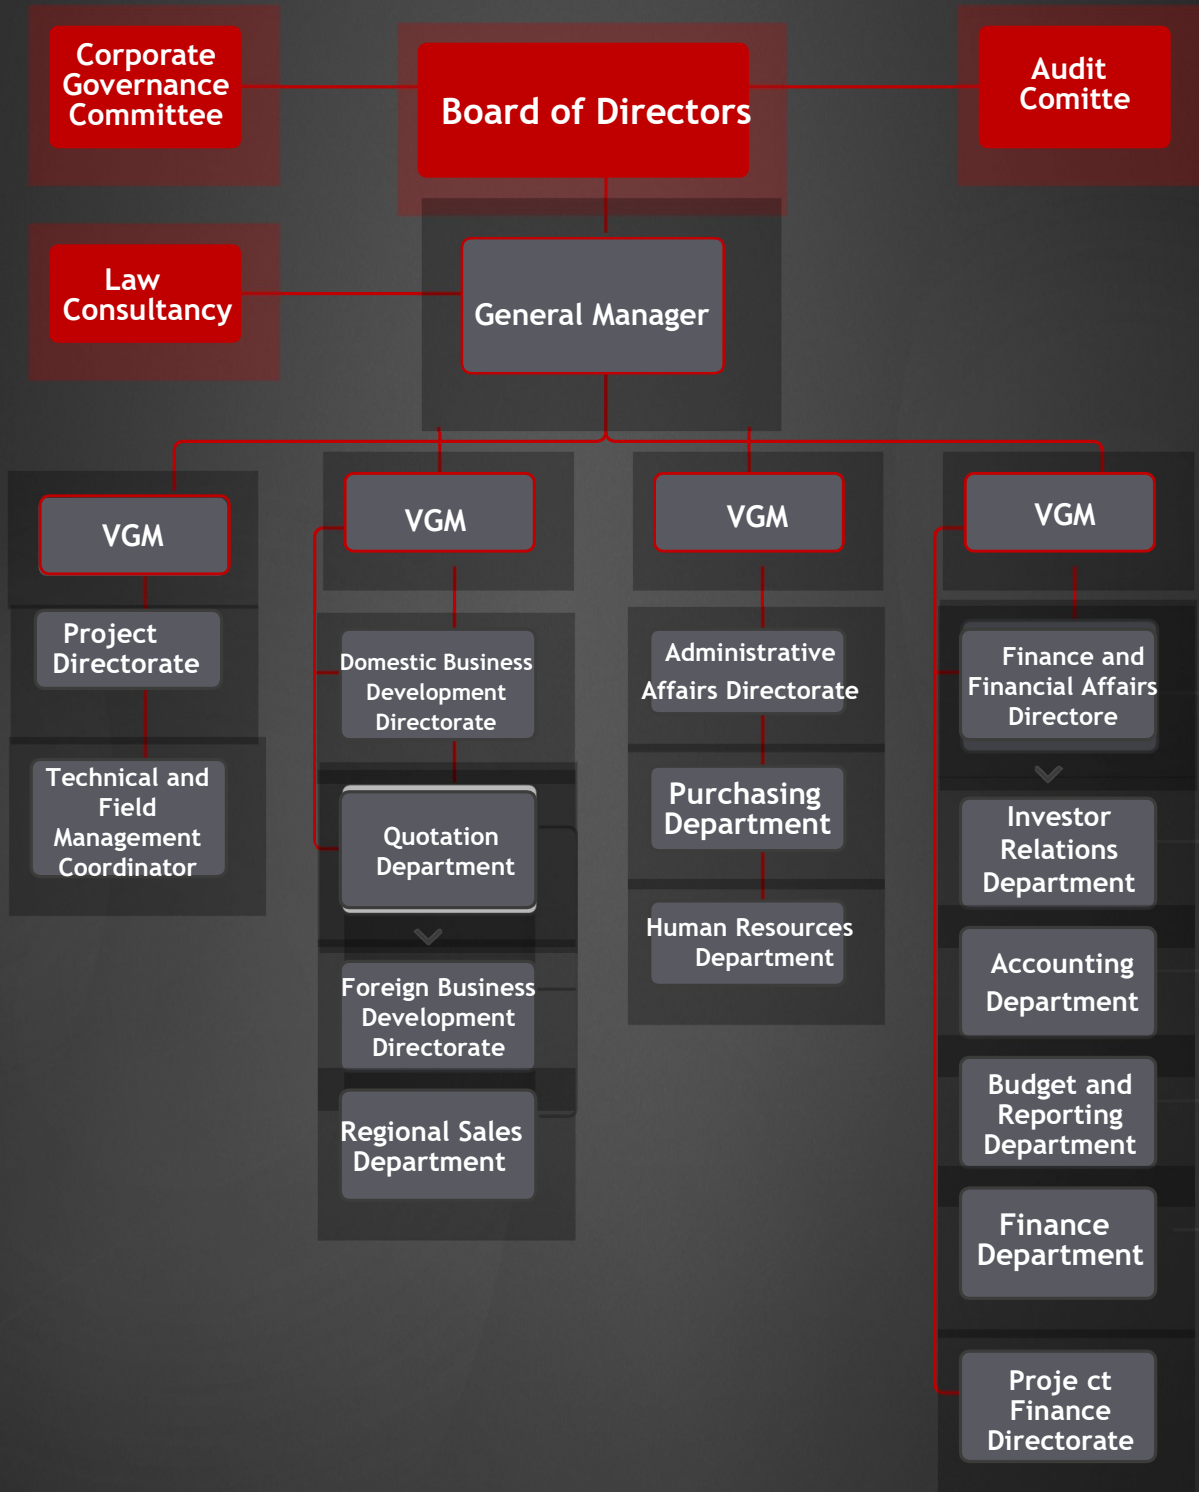 Corporate
Governance
Committee
Board of Directors
Audit
Comitte
Law
Consultancy
General Manager
VGM
VGM
VGM
VGM
Project
Directorate
Technical and
Field
Management
Coordinator
Domestic Business
Development
Directorate
Quotation
Department
Foreign Business
Development
Directorate
Regional Sales
Department
Administrative
Affairs Directorate
Purchasing
Department
Human Resources
Department
Finance and
Financial Affairs
Directore
Investor
Relations
Department
Accounting
Department
Budget and
Reporting
Department
Finance
Department
Proje ct
Finance
Directorate